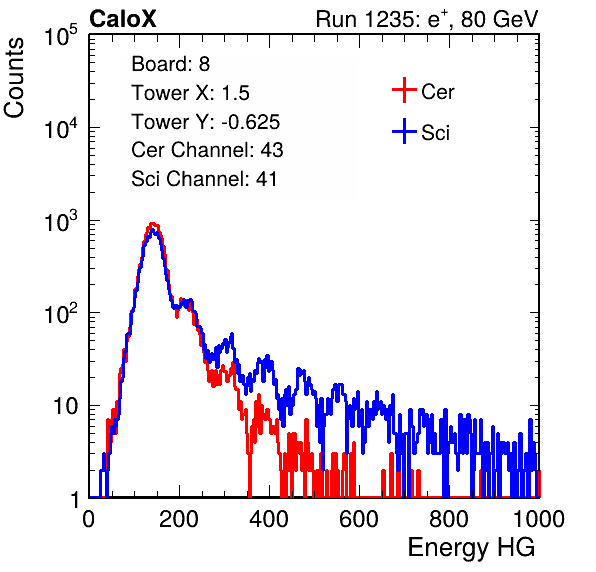 CaloX Run 1235: e⁺, 80 GeV
Counts
Board: 8
Tower X: 1.5
Tower Y: -0.625
Cer Channel: 43
Sci Channel: 41
Cer
Sci
10⁵
10⁴
10³
10²
10
1
0 200 400 600 800 1000
Energy HG